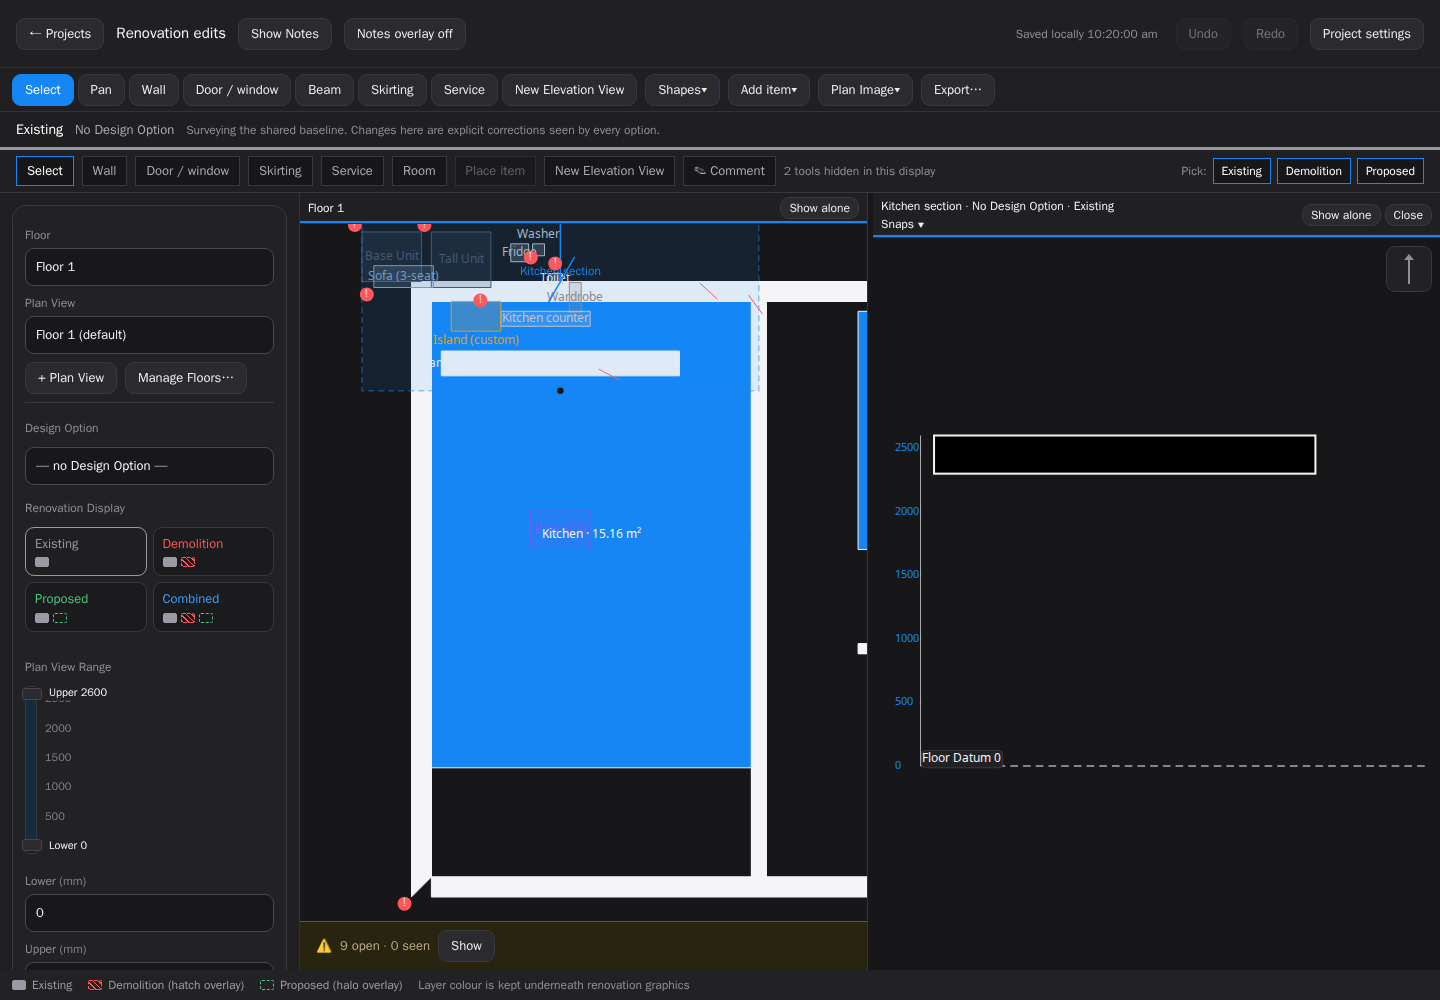 ← Projects
Renovation edits
Show Notes
Notes overlay off
Saved locally 10:20:00 am
Undo
Redo
Project settings
Select
Pan
Wall
Door / window
Beam
Skirting
Service
New Elevation View
Shapes▾
Add item▾
Plan Image▾
Export⋯
Existing
No Design Option
Surveying the shared baseline. Changes here are explicit corrections seen by every option.
Select
Wall
Door / window
Skirting
Service
Room
Place item
New Elevation View
✎ Comment
2 tools hidden in this display
Pick:
Existing
Demolition
Proposed
Floor
Floor 1
Plan View
Floor 1 (default)
+ Plan View
Manage Floors⋯
Design Option
— no Design Option —
Renovation Display
Existing
Demolition
Proposed
Combined
Plan View Range
Upper 2600
2000
1500
1000
500
Lower 0
Lower (mm)
0
Upper (mm)
Floor 1
Show alone
Washer
Fridge
Base Unit
Tall Unit
Sofa (3-seat)
Kitchen section
Toilet
Wardrobe
Kitchen counter
Island (custom)
Kitchen · 15.16 m²
⚠️ 9 open · 0 seen
Show
Kitchen section · No Design Option · Existing
Snaps ▾
Show alone
Close
2500
2000
1500
1000
500
0
Floor Datum 0
Existing
Demolition (hatch overlay)
Proposed (halo overlay)
Layer colour is kept underneath renovation graphics